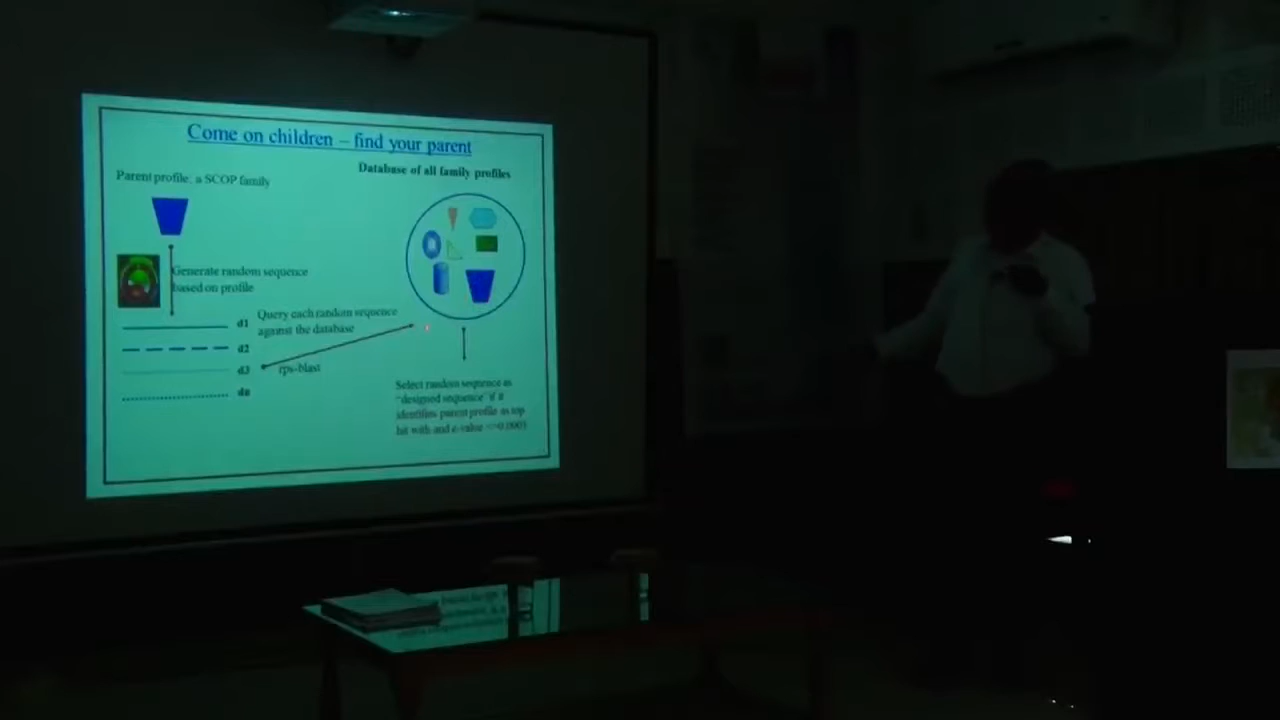 Come on children – find your parent
Parent profile: a SCOP family
Database of all family profiles
Generate random sequence
based on profile
Query each random sequence
against the database
d1
d2
d3
dn
rps-blast
Select random sequence as
"designed sequence" if it
identifies parent profile as top
hit with and e-value